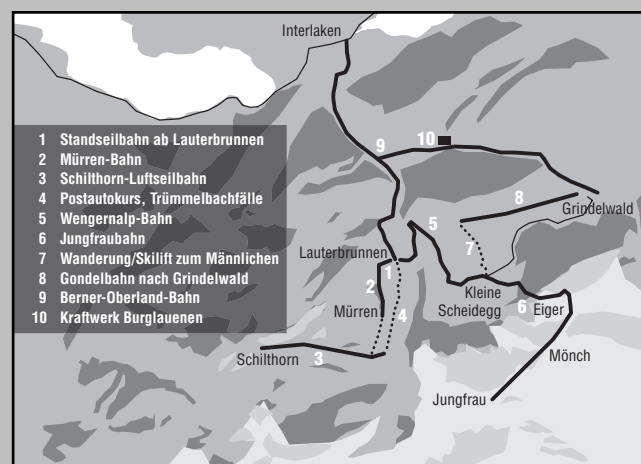 Interlaken
1 Standseilbahn ab Lauterbrunnen
2 Mürren-Bahn
3 Schilthorn-Luftseilbahn
4 Postautokurs, Trümmelbachfälle
5 Wengernalp-Bahn
6 Jungfraubahn
7 Wanderung/Skilift zum Männlichen
8 Gondelbahn nach Grindelwald
9 Berner-Oberland-Bahn
10 Kraftwerk Burglauenen
10
9
8
Grindelwald
5
7
Lauterbrunnen
1
2
Kleine
Scheidegg
6
Eiger
Mürren
4
Schilthorn
3
Mönch
Jungfrau